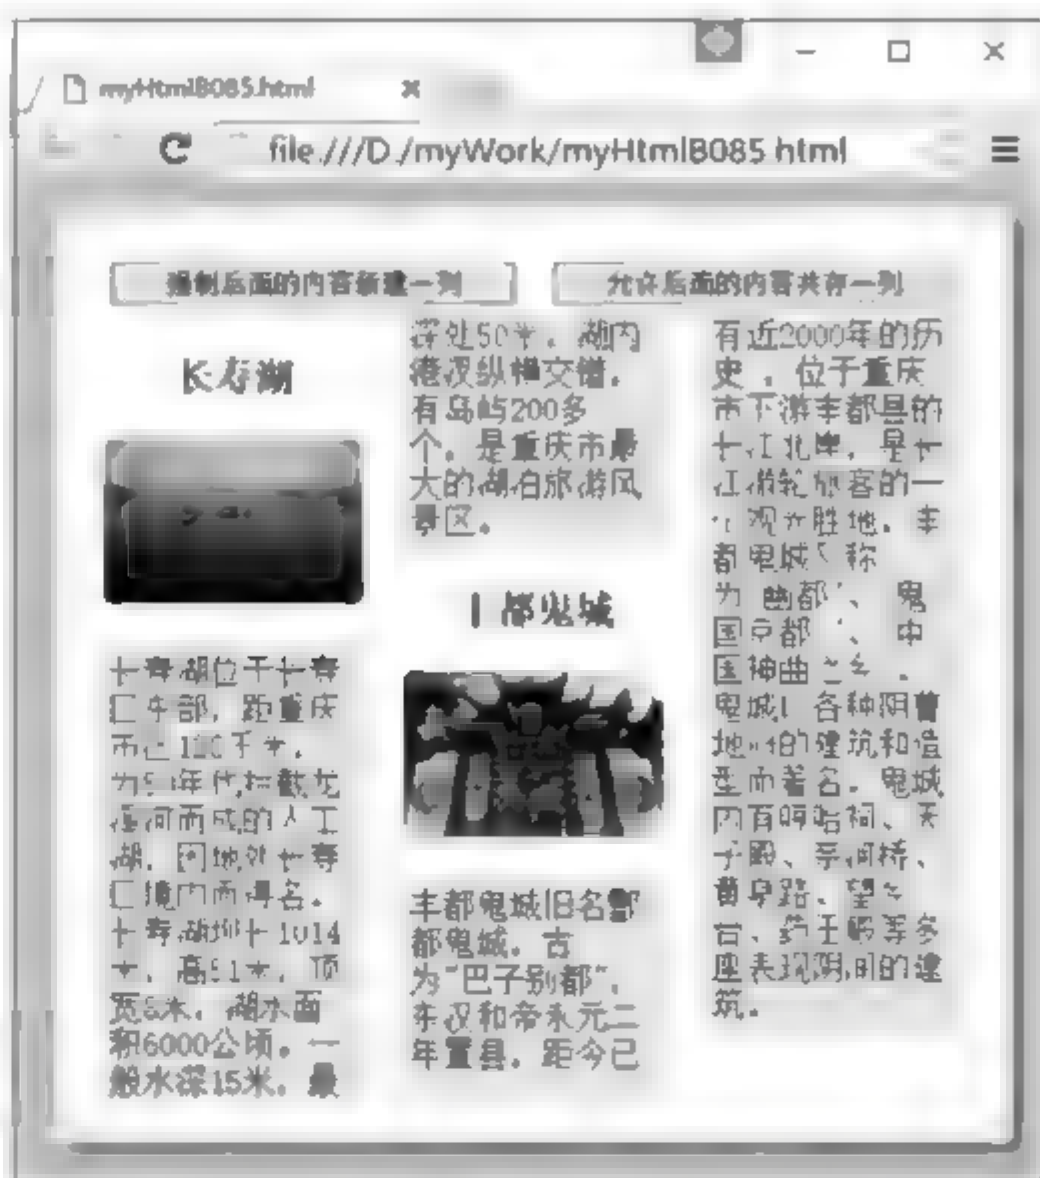 myHtmlB085.html
file:///D:/myWork/myHtmlB085.html
强制后面的内容新建一列
允许后面的内容共存一列
长寿湖
长寿湖位于长寿
区中部，距重庆
市区100千米，
为50年代拦截龙
溪河而成的人工
湖，因地处长寿
区境内而得名。
长寿湖坝长1014
米，高51米，顶
宽6米，湖水面
积6000公顷。一
般水深15米，最
深处50米，湖内
港汊纵横交错，
有岛屿200多
个，是重庆市最
大的湖泊旅游风
景区。
都鬼城
丰都鬼城旧名酆
都鬼城，古
为"巴子别都"，
东汉和帝永元二
年置县，距今已
有近2000年的历
史，位于重庆
市下游丰都县的
长江北岸，是长
江游轮旅客的一
个观光胜地。丰
都鬼城 称
为"幽都"、"鬼
国京都"、"中
国神曲之乡"。
鬼城以各种阴曹
地府的建筑和造
型而著名。鬼城
内有哼哈祠、天
子殿、奈河桥、
黄泉路、望乡
台、药王殿等多
座表现阴间的建
筑。